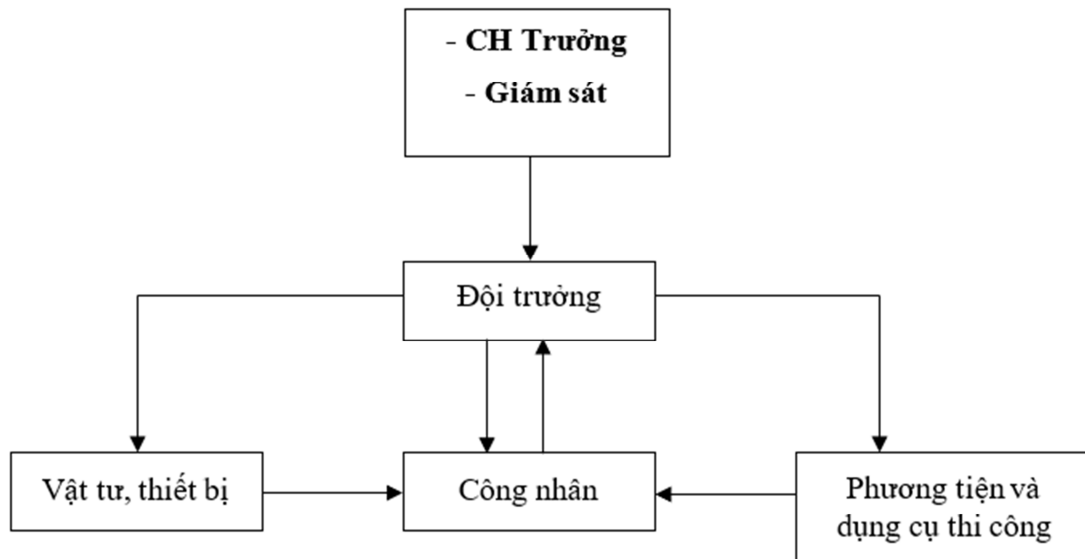 - CH Trưởng
- Giám sát
Đội trưởng
Vật tư, thiết bị
Công nhân
Phương tiện và
dụng cụ thi công